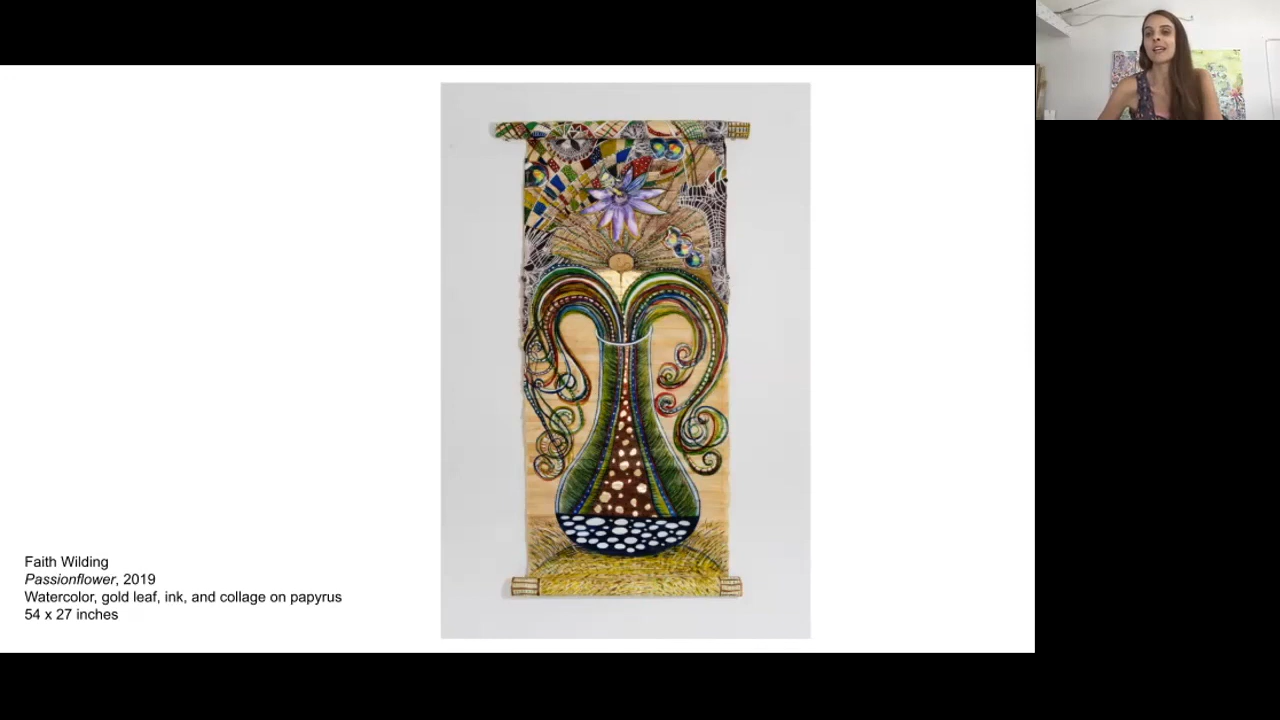 Faith Wilding
Passionflower, 2019
Watercolor, gold leaf, ink, and collage on papyrus
54 x 27 inches